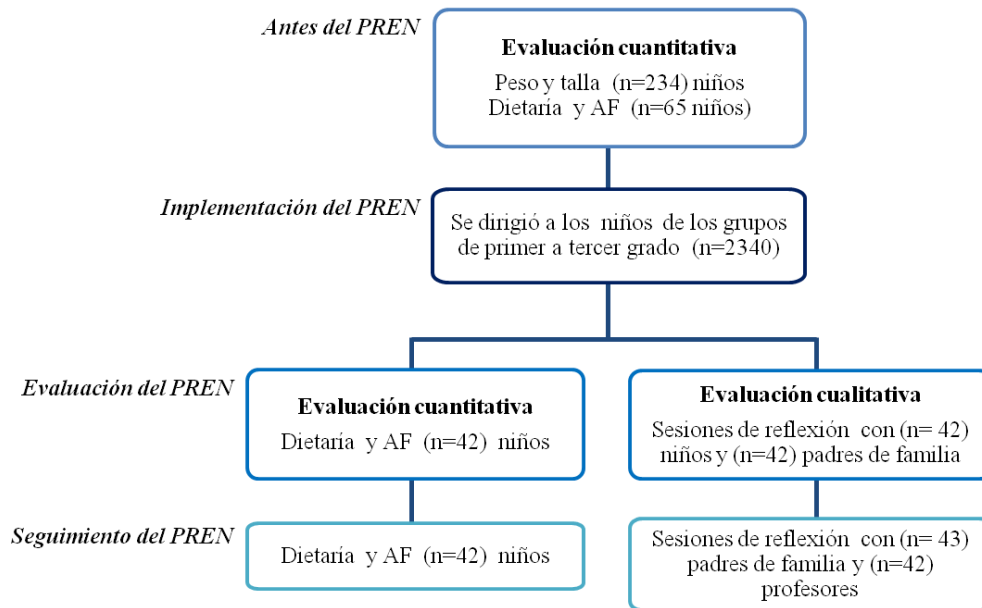 Antes del PREN
Evaluación cuantitativa
Peso y talla (n=234) niños
Dietaría y AF (n=65 niños)
Implementación del PREN
Se dirigió a los niños de los grupos
de primer a tercer grado (n=2340)
Evaluación del PREN
Evaluación cuantitativa
Dietaría y AF (n=42) niños
Evaluación cualitativa
Sesiones de reflexión con (n= 42)
niños y (n=42) padres de familia
Seguimiento del PREN
Dietaría y AF (n=42) niños
Sesiones de reflexión con (n= 43)
padres de familia y (n=42)
profesores